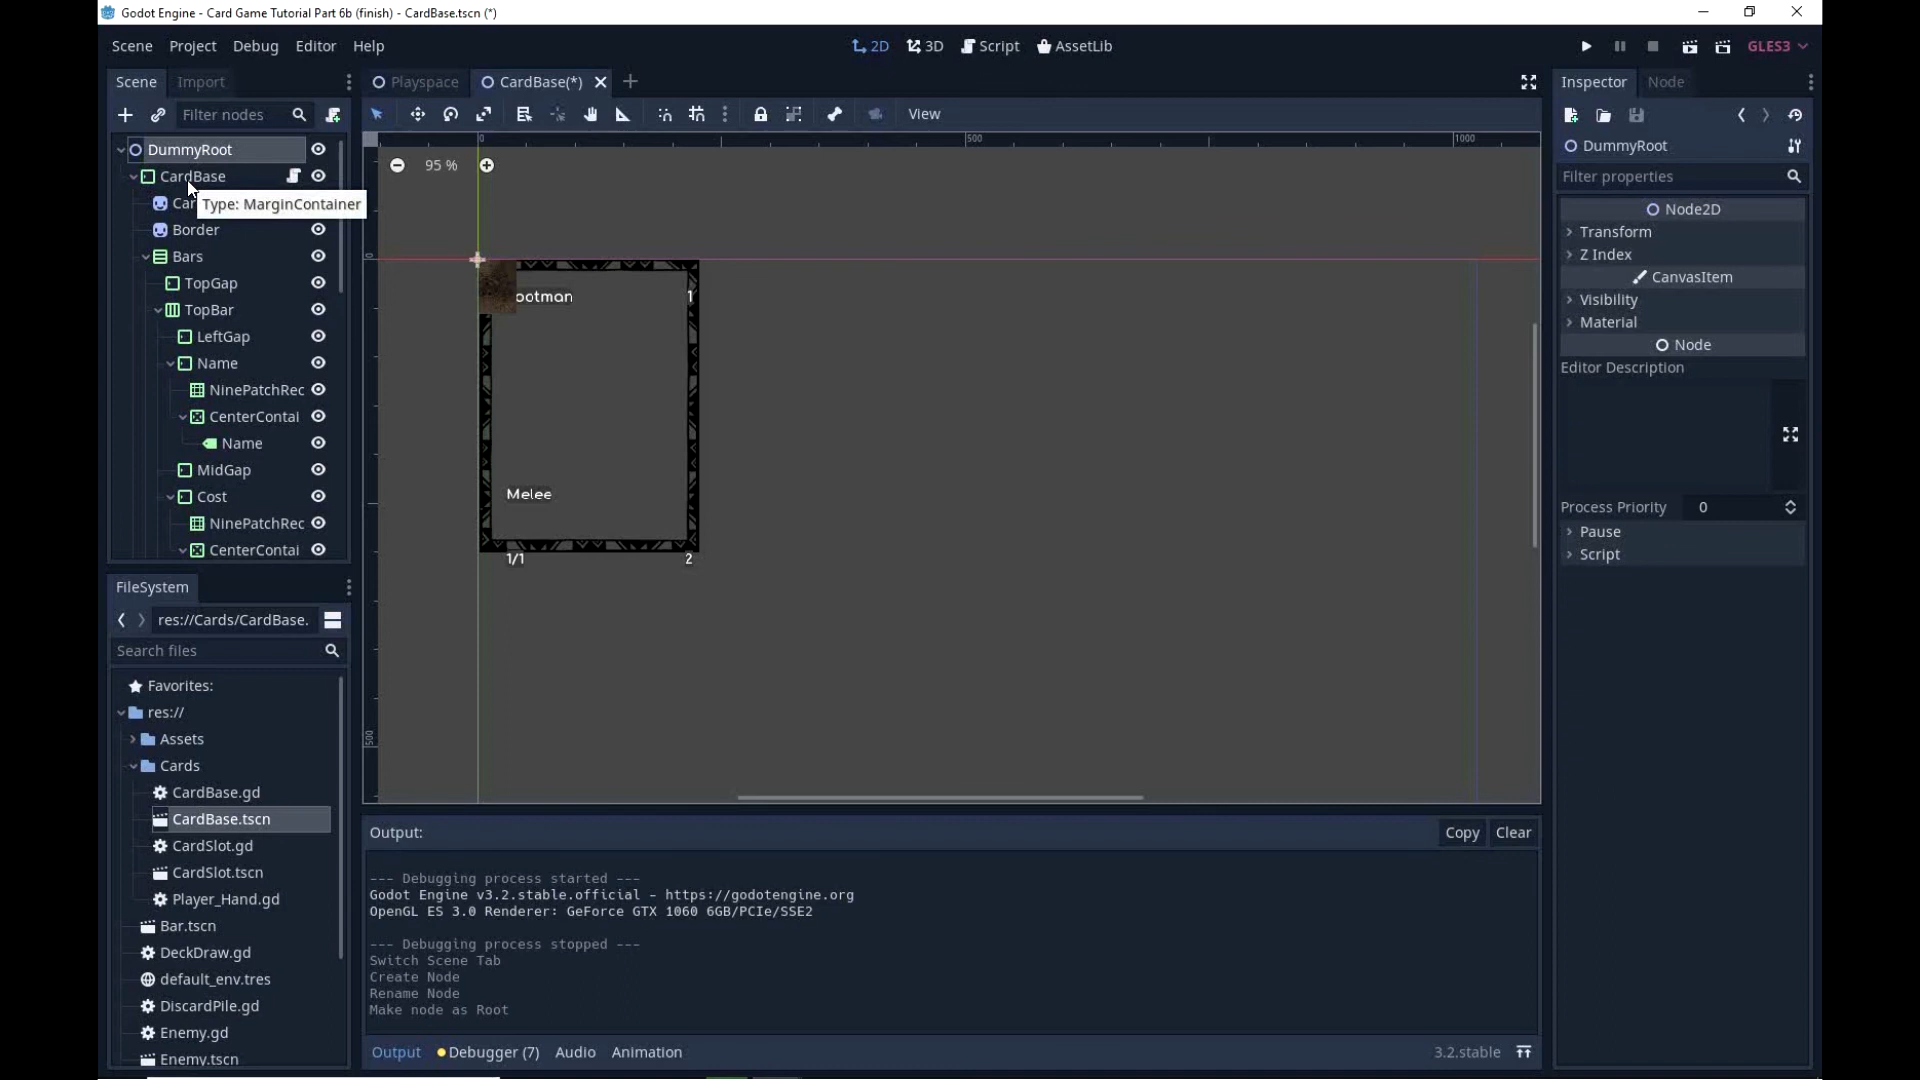 Godot Engine - Card Game Tutorial Part 6b (finish) - CardBase.tscn (*)
Scene Project Debug Editor Help
2D 3D Script AssetLib
GLES3
Scene Import
Playspace CardBase(*)
Inspector Node
Filter nodes
View
DummyRoot
CardBase
Car
Type: MarginContainer
Border
Bars
TopGap
TopBar
LeftGap
Name
NinePatchRec
CenterContai
Name
MidGap
Cost
NinePatchRec
CenterContai
0 500 1000
95 %
0
500
ootman 1
Melee
1/1 2
DummyRoot
Filter properties
Node2D
Transform
Z Index
CanvasItem
Visibility
Material
Node
Editor Description
Process Priority 0
Pause
Script
FileSystem
res://Cards/CardBase.
Search files
Favorites:
res://
Assets
Cards
CardBase.gd
CardBase.tscn
CardSlot.gd
CardSlot.tscn
Player_Hand.gd
Bar.tscn
DeckDraw.gd
default_env.tres
DiscardPile.gd
Enemy.gd
Enemy.tscn
Output:
Copy Clear
--- Debugging process started ---
Godot Engine v3.2.stable.official - https://godotengine.org
OpenGL ES 3.0 Renderer: GeForce GTX 1060 6GB/PCIe/SSE2
--- Debugging process stopped ---
Switch Scene Tab
Create Node
Rename Node
Make node as Root
Output Debugger (7) Audio Animation
3.2.stable